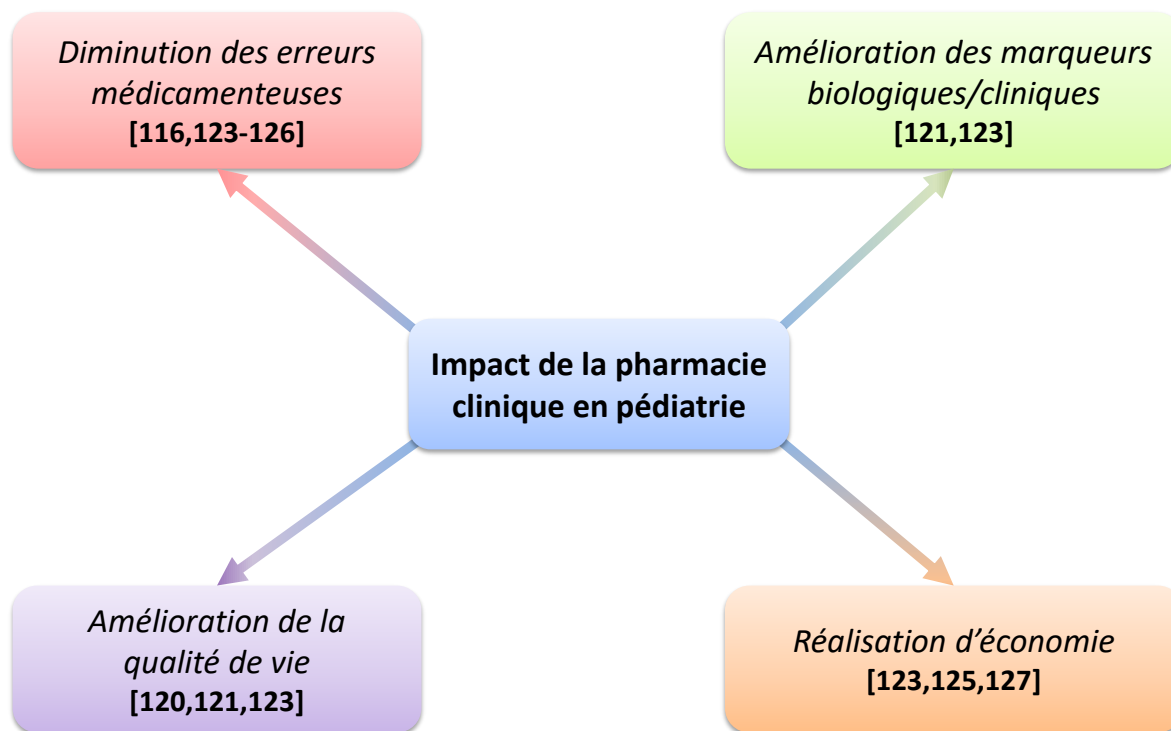 Diminution des erreurs
médicamenteuses
[116,123-126]
Amélioration des marqueurs
biologiques/cliniques
[121,123]
Impact de la pharmacie
clinique en pédiatrie
Amélioration de la
qualité de vie
[120,121,123]
Réalisation d’économie
[123,125,127]